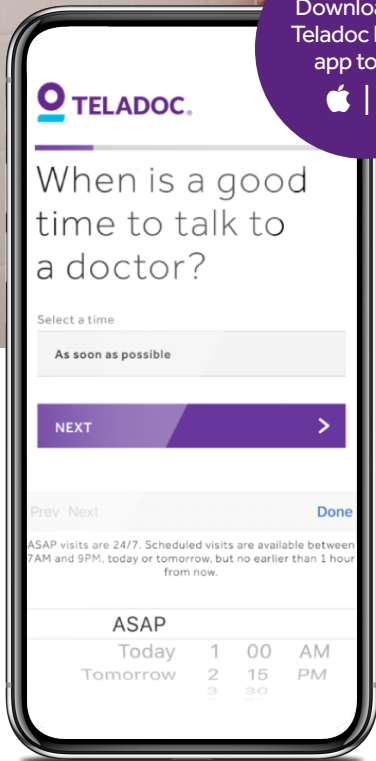 Downloa
Teladoc
app to
TELADOC.
When is a good
time to talk to
a doctor?
Select a time
As soon as possible
NEXT
Prev Next Done
ASAP visits are 24/7. Scheduled visits are available between
7AM and 9PM, today or tomorrow, but no earlier than 1 hour
from now.
ASAP
Today 1 00 AM
Tomorrow 2 15 PM
3 30